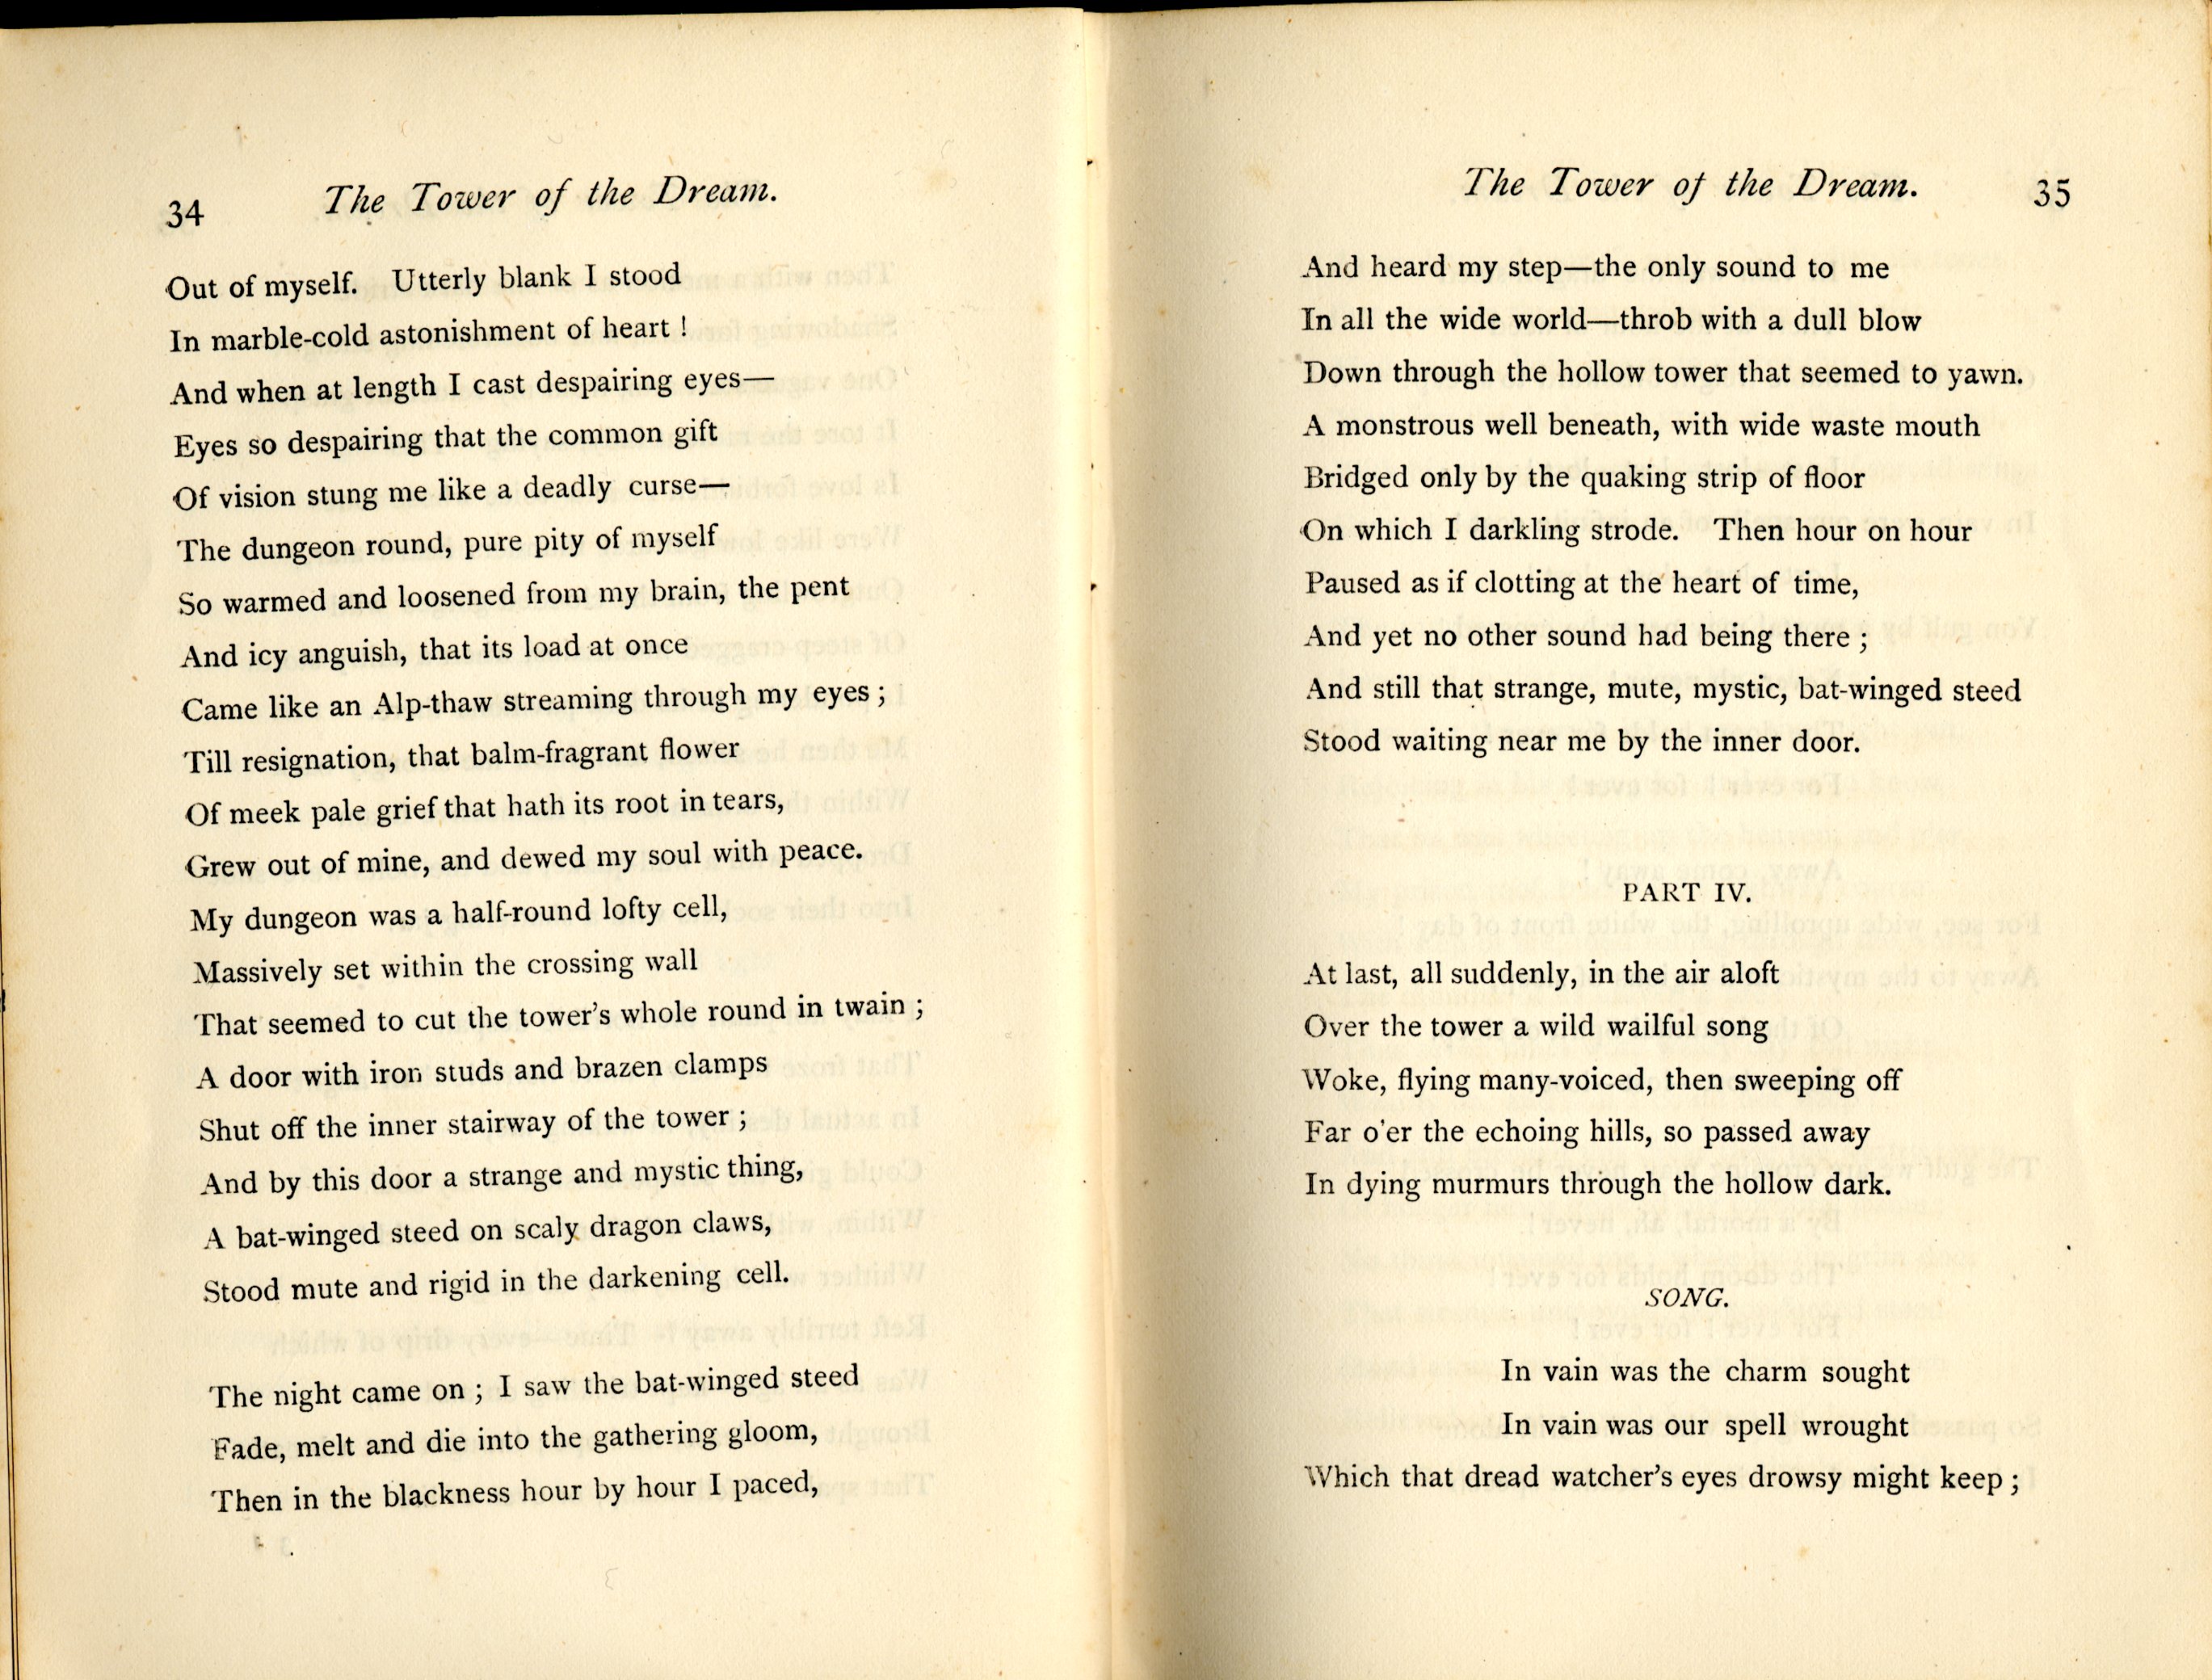 34 The Tower of the Dream.
Out of myself. Utterly blank I stood
In marble-cold astonishment of heart !
And when at length I cast despairing eyes—
Eyes so despairing that the common gift
Of vision stung me like a deadly curse—
The dungeon round, pure pity of myself
So warmed and loosened from my brain, the pent
And icy anguish, that its load at once
Came like an Alp-thaw streaming through my eyes ;
Till resignation, that balm-fragrant flower
Of meek pale grief that hath its root in tears,
Grew out of mine, and dewed my soul with peace.
My dungeon was a half-round lofty cell,
Massively set within the crossing wall
That seemed to cut the tower's whole round in twain ;
A door with iron studs and brazen clamps
Shut off the inner stairway of the tower ;
And by this door a strange and mystic thing,
A bat-winged steed on scaly dragon claws,
Stood mute and rigid in the darkening cell.
The night came on ; I saw the bat-winged steed
Fade, melt and die into the gathering gloom,
Then in the blackness hour by hour I paced,
The Tower of the Dream. 35
And heard my step—the only sound to me
In all the wide world—throb with a dull blow
Down through the hollow tower that seemed to yawn.
A monstrous well beneath, with wide waste mouth
Bridged only by the quaking strip of floor
On which I darkling strode. Then hour on hour
Paused as if clotting at the heart of time,
And yet no other sound had being there ;
And still that strange, mute, mystic, bat-winged steed
Stood waiting near me by the inner door.
PART IV.
At last, all suddenly, in the air aloft
Over the tower a wild wailful song
Woke, flying many-voiced, then sweeping off
Far o'er the echoing hills, so passed away
In dying murmurs through the hollow dark.
SONG.
In vain was the charm sought
In vain was our spell wrought
Which that dread watcher's eyes drowsy might keep ;